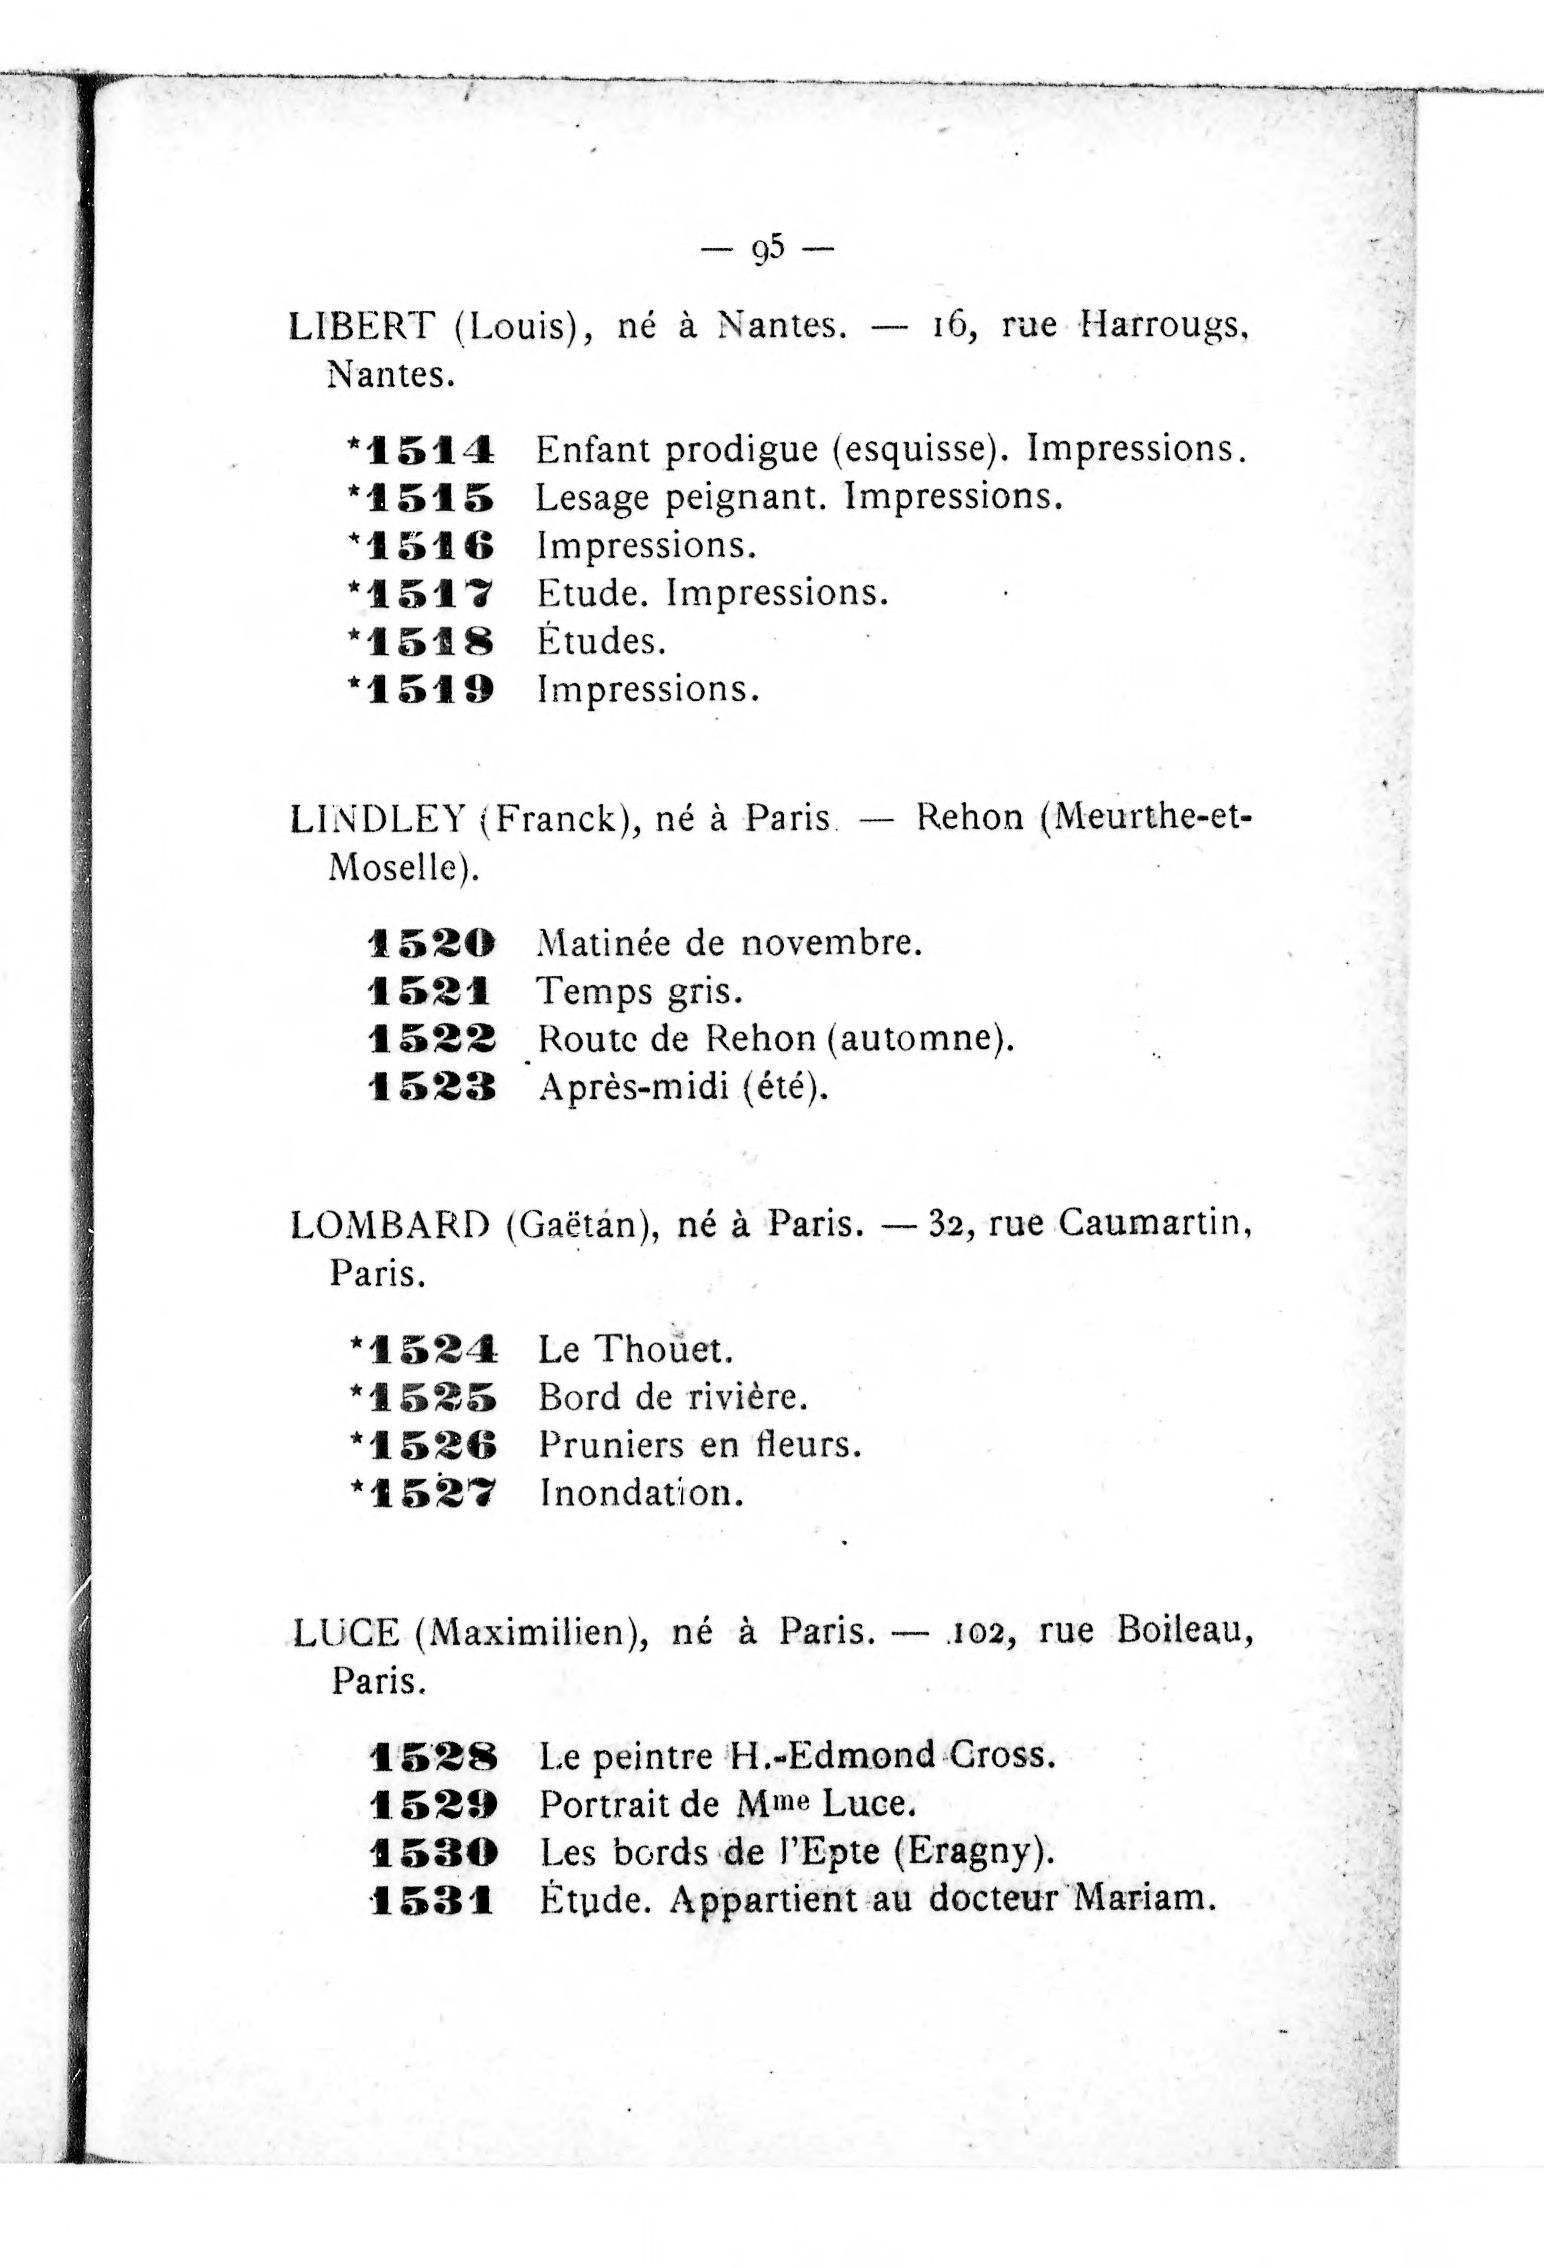 — 95 —
LIBERT (Louis), né à Nantes. — 16, rue Harrougs,
Nantes.
*1514 Enfant prodigue (esquisse). Impressions.
*1515 Lesage peignant. Impressions.
*1516 Impressions.
*1517 Etude. Impressions.
*1518 Études.
*1519 Impressions.
LINDLEY (Franck), né à Paris. — Rehon (Meurthe-et-
Moselle).
1520 Matinée de novembre.
1521 Temps gris.
1522 Route de Rehon (automne).
1523 Après-midi (été).
LOMBARD (Gaëtan), né à Paris. — 32, rue Caumartin,
Paris.
*1524 Le Thouet.
*1525 Bord de rivière.
*1526 Pruniers en fleurs.
*1527 Inondation.
LUCE (Maximilien), né à Paris. — 102, rue Boileau,
Paris.
1528 Le peintre H.-Edmond Cross.
1529 Portrait de Mme Luce.
1530 Les bords de l'Epte (Eragny).
1531 Étude. Appartient au docteur Mariam.